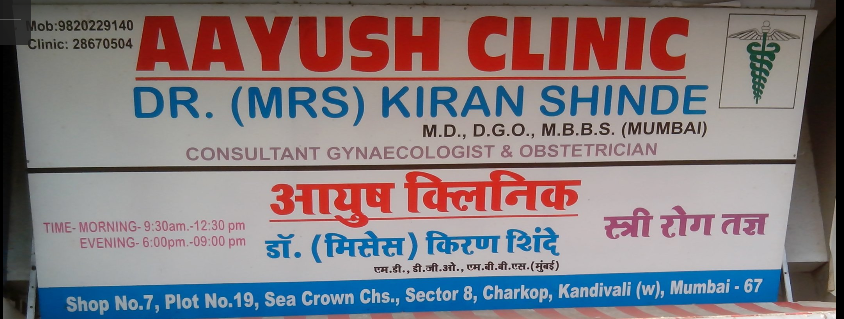 Mob:9820229140
Clinic: 28670504
AAYUSH CLINIC
DR. (MRS) KIRAN SHINDE
M.D., D.G.O., M.B.B.S. (MUMBAI)
CONSULTANT GYNAECOLOGIST & OBSTETRICIAN
आयुष क्लिनिक
TIME- MORNING- 9:30am.-12:30 pm
EVENING- 6:00pm.-09:00 pm
डॉ. (मिसेस) किरण शिंदे
एम.डी., डी.जी.ओ., एम.बी.बी.एस.(मुंबई)
स्त्री रोग तज्ञ
Shop No.7, Plot No.19, Sea Crown Chs., Sector 8, Charkop, Kandivali (w), Mumbai - 67